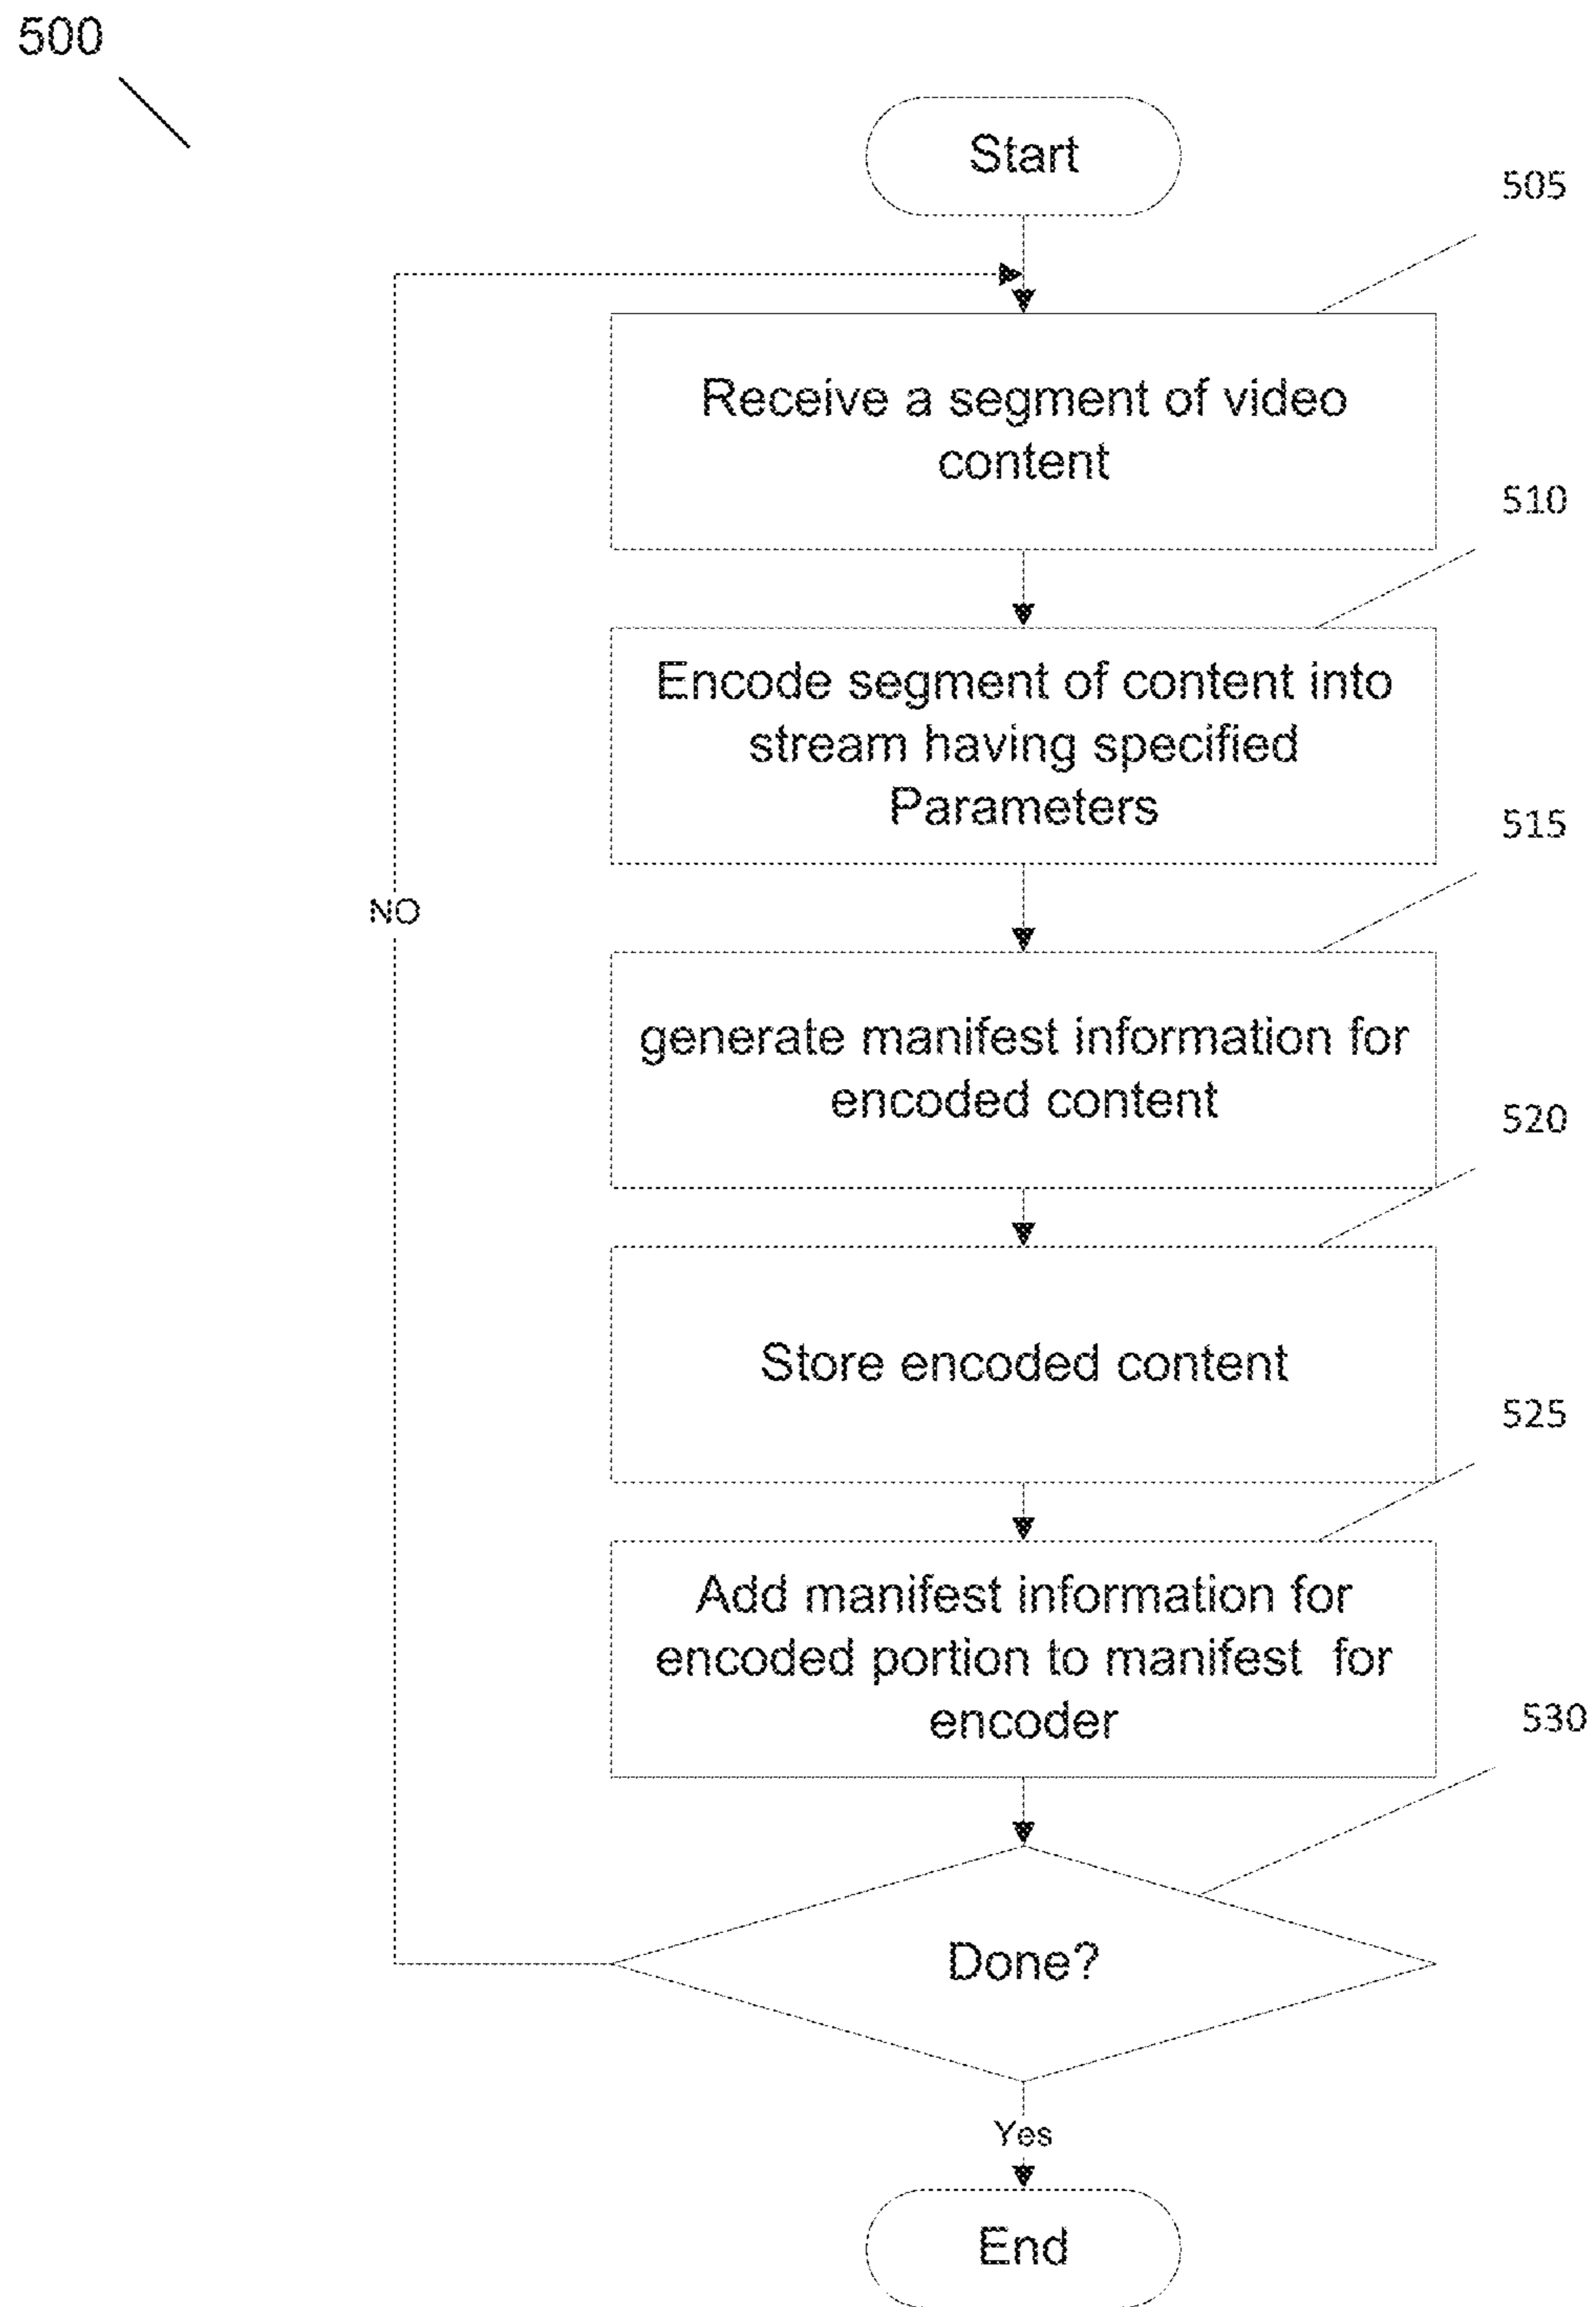 500
Start
505
Receive a segment of video
content
510
Encode segment of content into
stream having specified
Parameters
515
NO
generate manifest information for
encoded content
520
Store encoded content
525
Add manifest information for
encoded portion to manifest for
encoder
530
Done?
Yes
End